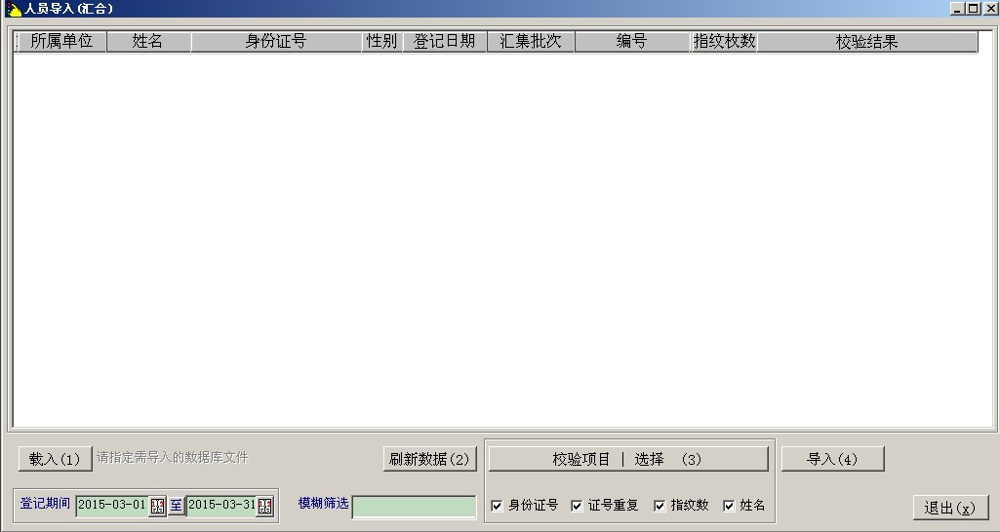 人员导入(汇合)
所属单位 姓名 身份证号 性别 登记日期 汇集批次 编号 指纹枚数 校验结果
载入(1) 请指定需导入的数据库文件 刷新数据(2) 校验项目 | 选择 (3) 导入(4)
登记期间 2015-03-01 至 2015-03-31 模糊筛选 身份证号 证号重复 指纹数 姓名 退出(x)